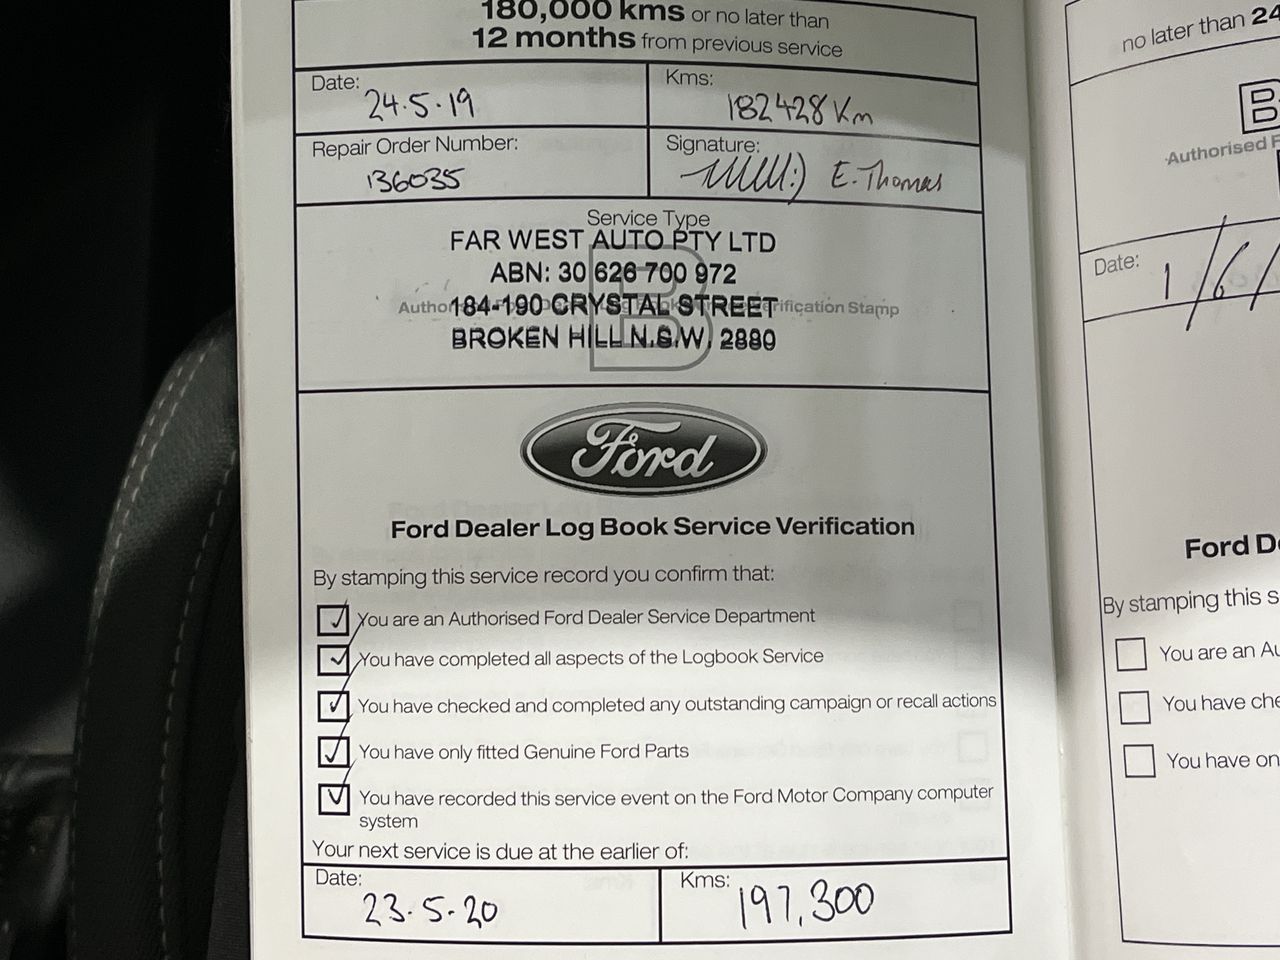 180,000 kms or no later than
12 months from previous service
Date:
24.5.19
Kms:
182428 Km
Repair Order Number:
136035
Signature:
E. Thomas
Service Type
FAR WEST AUTO PTY LTD
ABN: 30 626 700 972
184-190 CRYSTAL STREET
Verification Stamp
BROKEN HILL N.S.W. 2880
Ford
Ford Dealer Log Book Service Verification
By stamping this service record you confirm that:
You are an Authorised Ford Dealer Service Department
You have completed all aspects of the Logbook Service
You have checked and completed any outstanding campaign or recall actions
You have only fitted Genuine Ford Parts
You have recorded this service event on the Ford Motor Company computer
system
Your next service is due at the earlier of:
Date:
23.5.20
Kms:
197,300
no later than 24
B
Authorised F
Date:
1/6/
Ford D
By stamping this s
You are an Au
You have che
You have on